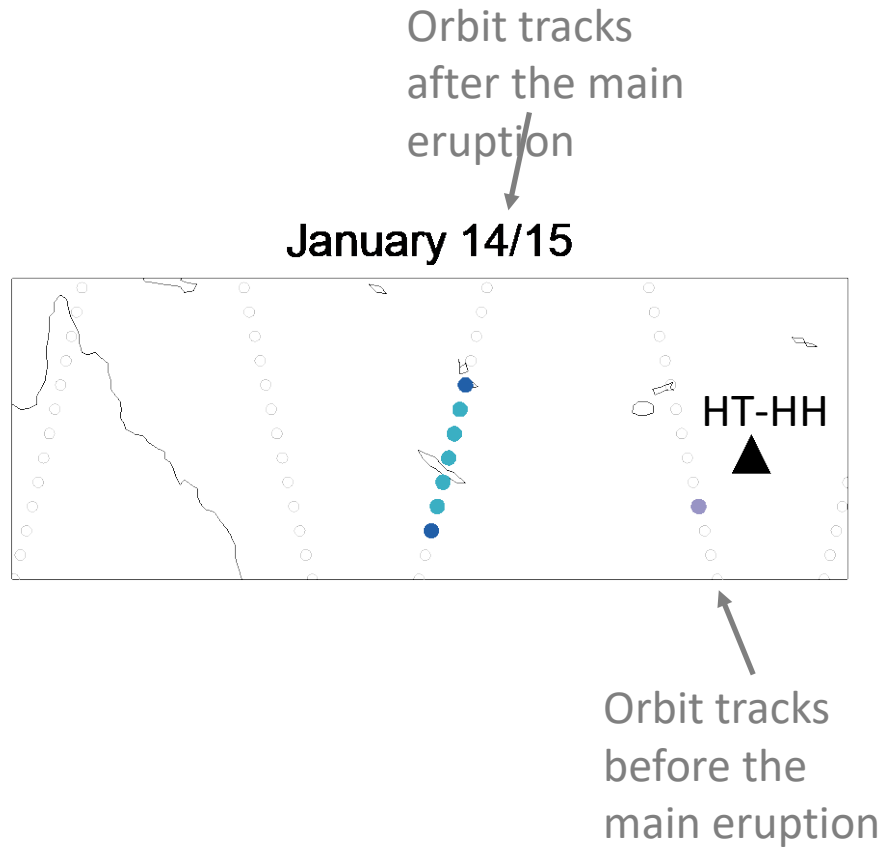 Orbit tracks
after the main
eruption
January 14/15
HT-HH
Orbit tracks
before the
main eruption